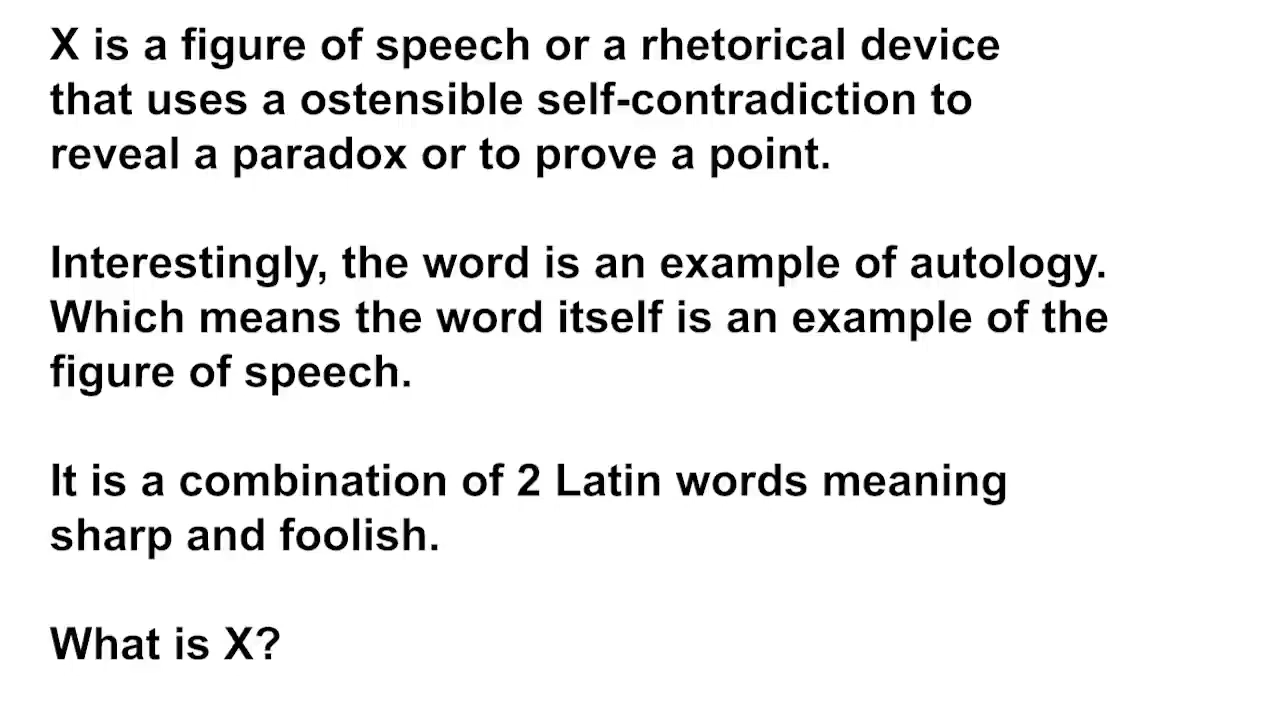 X is a figure of speech or a rhetorical device
that uses a ostensible self-contradiction to
reveal a paradox or to prove a point.
Interestingly, the word is an example of autology.
Which means the word itself is an example of the
figure of speech.
It is a combination of 2 Latin words meaning
sharp and foolish.
What is X?